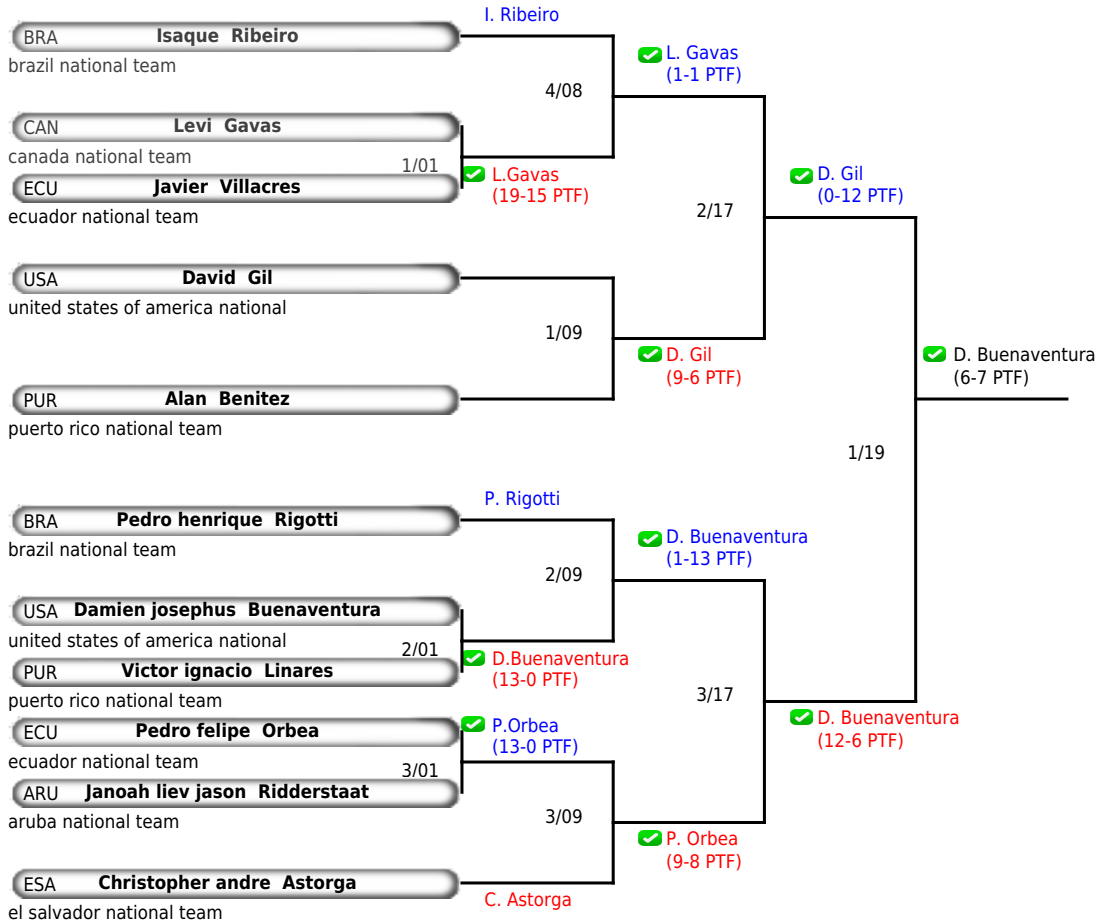 I. Ribeiro
BRA Isaque Ribeiro
brazil national team
L. Gavas
(1-1 PTF)
4/08
CAN Levi Gavas
canada national team
1/01
L.Gavas
(19-15 PTF)
ECU Javier Villacres
ecuador national team
D. Gil
(0-12 PTF)
2/17
USA David Gil
united states of america national
1/09
D. Gil
(9-6 PTF)
D. Buenaventura
(6-7 PTF)
PUR Alan Benitez
puerto rico national team
1/19
P. Rigotti
BRA Pedro henrique Rigotti
brazil national team
D. Buenaventura
(1-13 PTF)
2/09
USA Damien josephus Buenaventura
united states of america national
2/01
D.Buenaventura
(13-0 PTF)
PUR Victor ignacio Linares
puerto rico national team
3/17
D. Buenaventura
(12-6 PTF)
ECU Pedro felipe Orbea
ecuador national team
P.Orbea
(13-0 PTF)
3/01
ARU Janoah liev jason Ridderstaat
aruba national team
3/09
P. Orbea
(9-8 PTF)
ESA Christopher andre Astorga
el salvador national team
C. Astorga